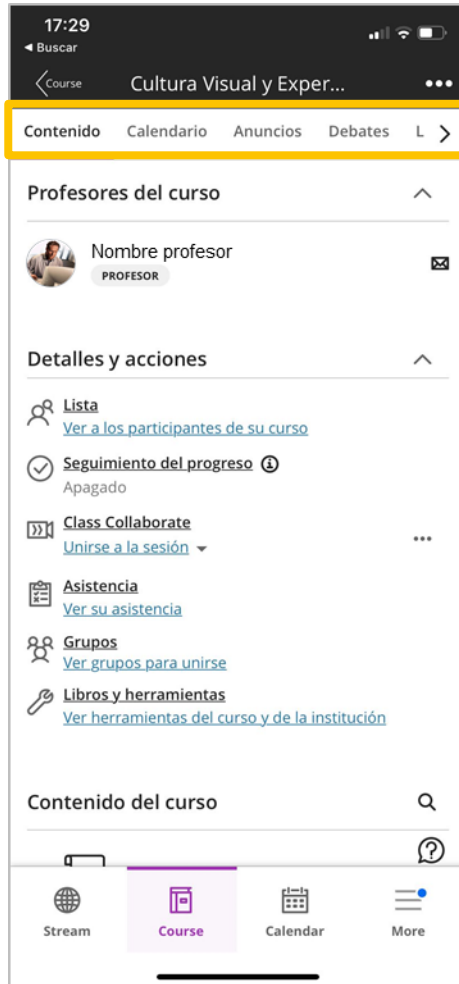 17:29
◀ Buscar
Course Cultura Visual y Exper...
Contenido Calendario Anuncios Debates L
Profesores del curso
Nombre profesor
PROFESOR
Detalles y acciones
Lista
Ver a los participantes de su curso
Seguimiento del progreso
Apagado
Class Collaborate
Unirse a la sesión
Asistencia
Ver su asistencia
Grupos
Ver grupos para unirse
Libros y herramientas
Ver herramientas del curso y de la institución
Contenido del curso
Stream Course Calendar More